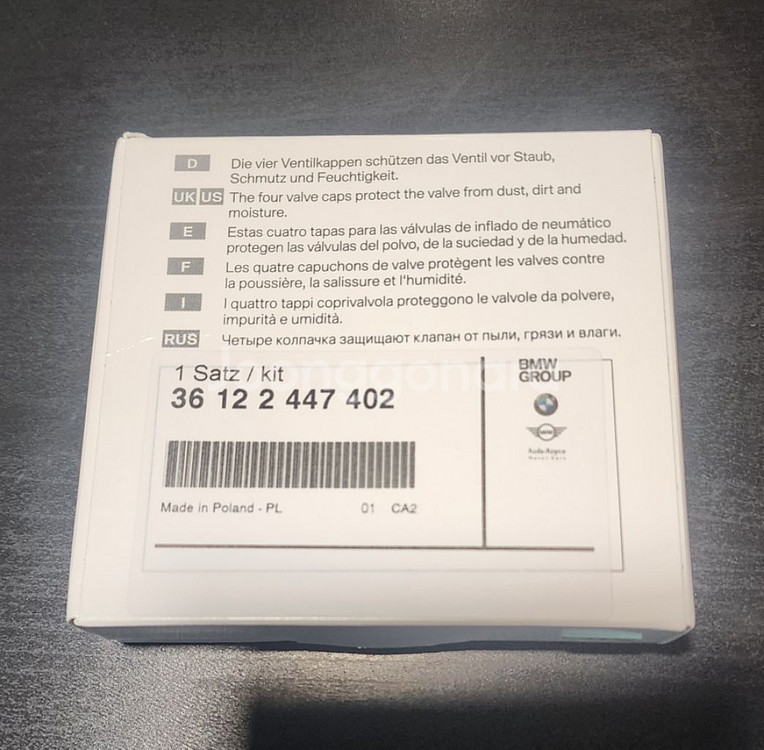 D Die vier Ventilkappen schützen das Ventil vor Staub,
Schmutz und Feuchtigkeit.
UK US The four valve caps protect the valve from dust, dirt and
moisture.
E Estas cuatro tapas para las válvulas de inflado de neumático
protegen las válvulas del polvo, de la suciedad y de la humedad.
F Les quatre capuchons de valve protègent les valves contre
la poussière, la salissure et l'humidité.
I I quattro tappi coprivalvola proteggono le valvole da polvere,
impurità e umidità.
RUS Четыре колпачка защищают клапан от пыли, грязи и влаги.
1 Satz / kit
36 12 2 447 402
Made in Poland - PL 01 CA2
BMW
GROUP
Rolls-Royce
Motor Cars